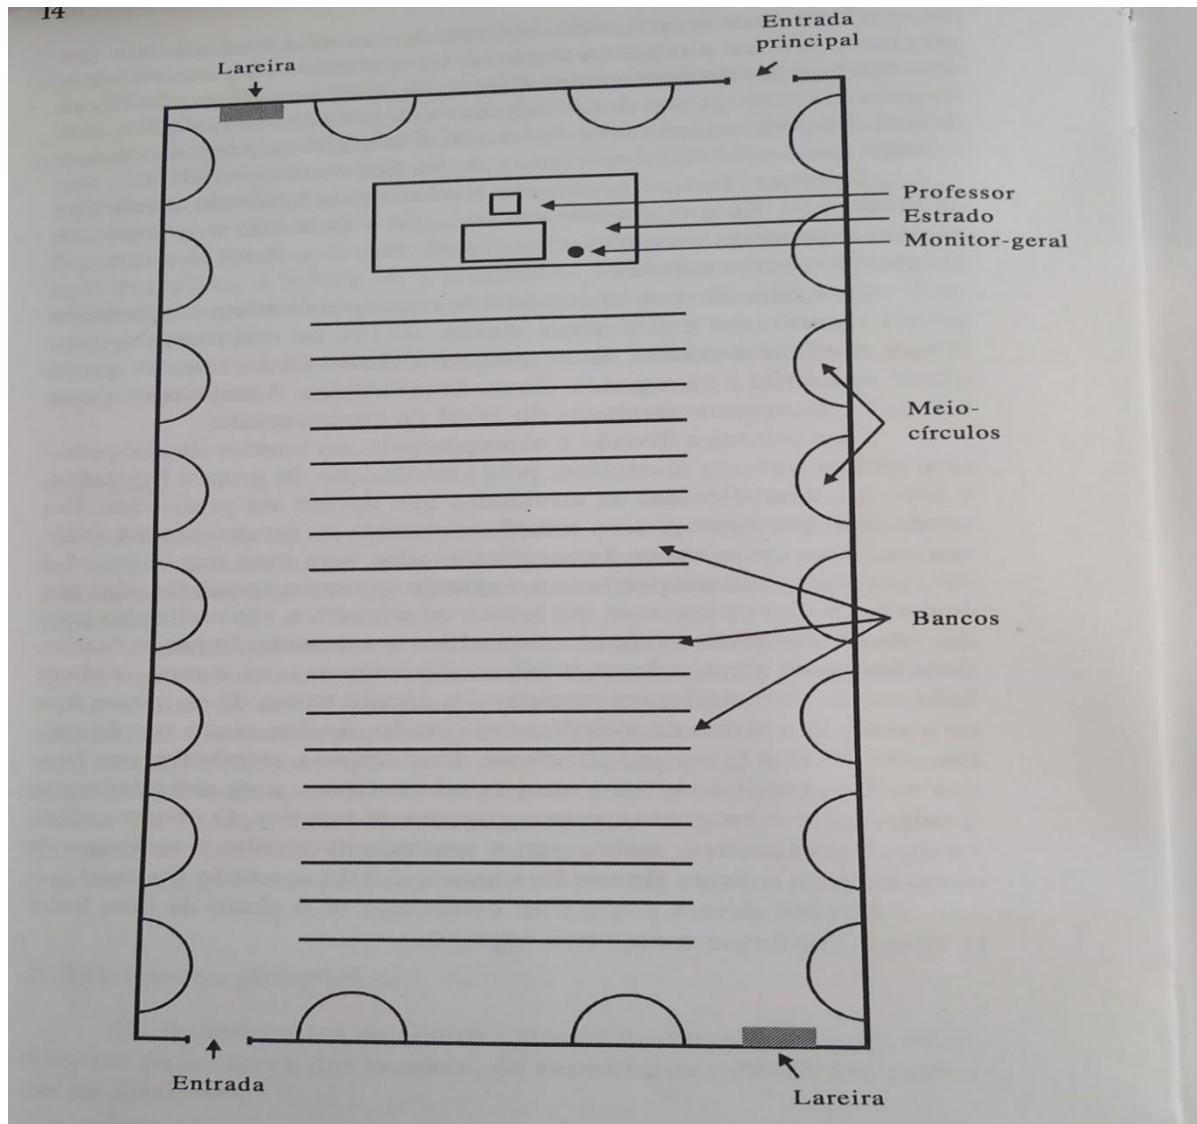 14
Entrada
principal
Lareira
Professor
Estrado
Monitor-geral
Meio-
círculos
Bancos
Entrada
Lareira